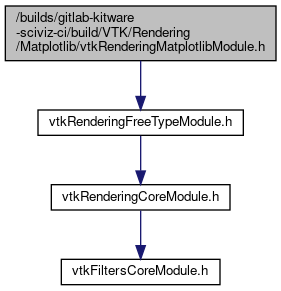 /builds/gitlab-kitware
-sciviz-ci/build/VTK/Rendering
/Matplotlib/vtkRenderingMatplotlibModule.h
vtkRenderingFreeTypeModule.h
vtkRenderingCoreModule.h
vtkFiltersCoreModule.h